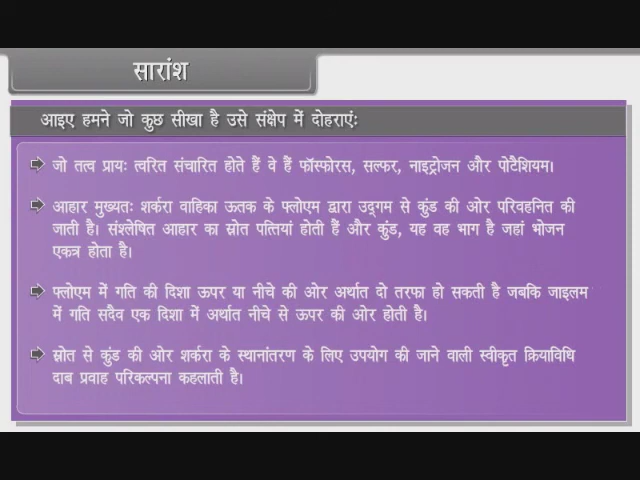 सारांश
आइए हमने जो कुछ सीखा है उसे संक्षेप में दोहराएं:
जो तत्व प्रायः त्वरित संचारित होते हैं वे हैं फॉस्फोरस, सल्फर, नाइट्रोजन और पोटैशियम।
आहार मुख्यतः शर्करा वाहिका ऊतक के फ्लोएम द्वारा उद्गम से कुंड की ओर परिवहनित की
जाती है। संश्लेषित आहार का स्रोत पत्तियां होती हैं और कुंड, यह वह भाग है जहां भोजन
एकत्र होता है।
फ्लोएम में गति की दिशा ऊपर या नीचे की ओर अर्थात दो तरफा हो सकती है जबकि जाइलम
में गति सदैव एक दिशा में अर्थात नीचे से ऊपर की ओर होती है।
स्रोत से कुंड की ओर शर्करा के स्थानांतरण के लिए उपयोग की जाने वाली स्वीकृत क्रियाविधि
दाब प्रवाह परिकल्पना कहलाती है।